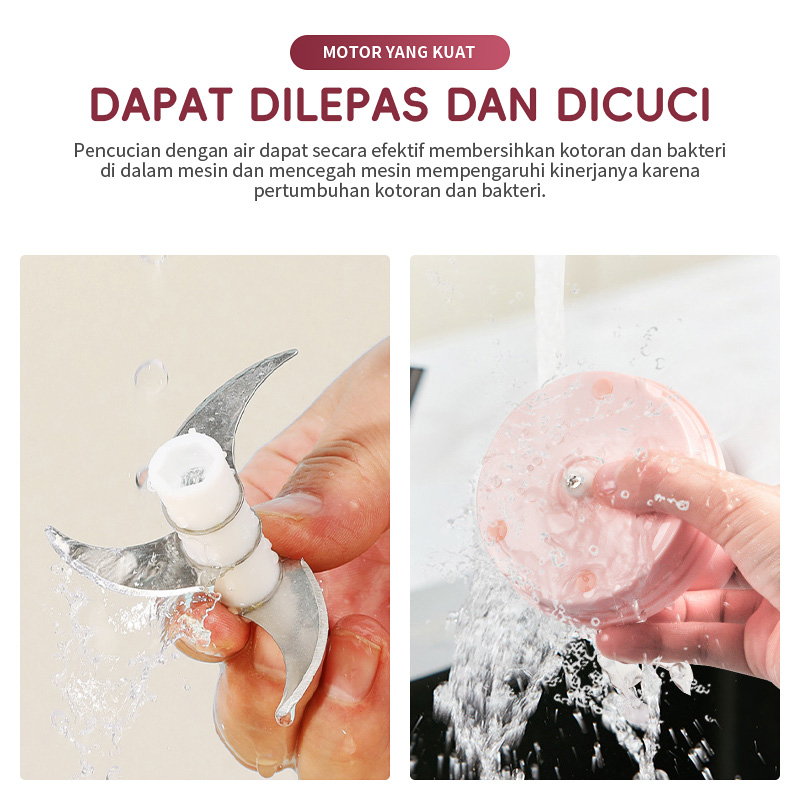 MOTOR YANG KUAT
DAPAT DILEPAS DAN DICUCI
Pencucian dengan air dapat secara efektif membersihkan kotoran dan bakteri
di dalam mesin dan mencegah mesin mempengaruhi kinerjanya karena
pertumbuhan kotoran dan bakteri.